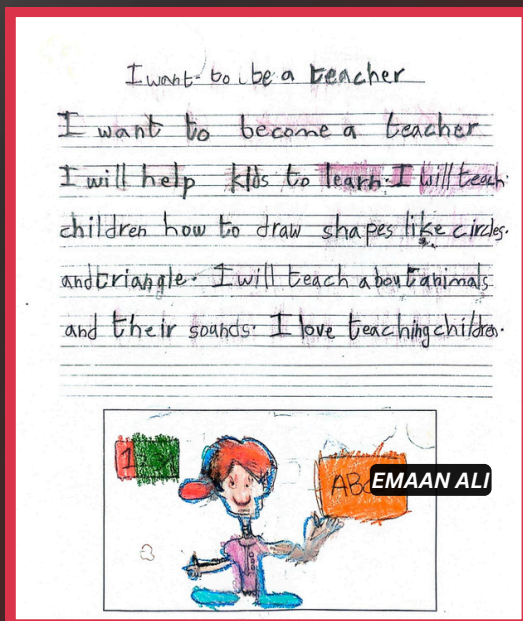 I want to be a teacher
I want to become a teacher
I will help kids to learn. I will teach
children how to draw shapes like circles.
and triangle. I will teach about animals
and their sounds. I love teaching children.
1
ABC
EMAAN ALI